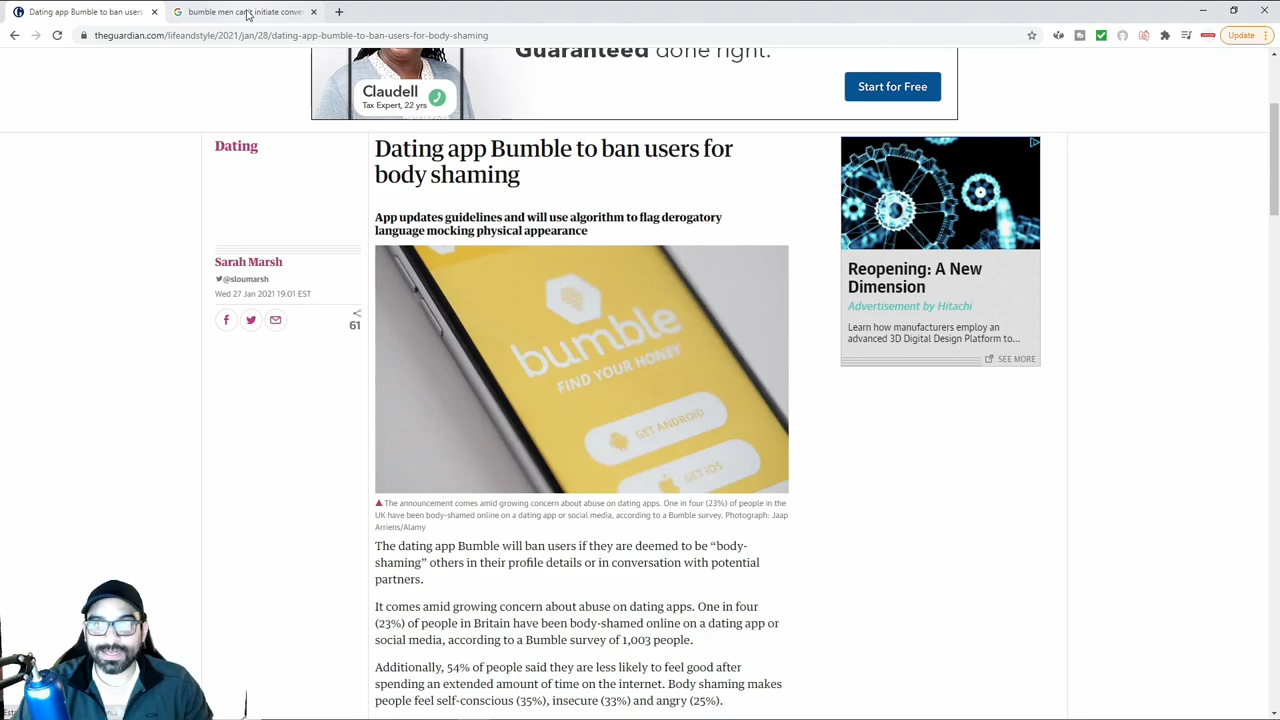 Dating app Bumble to ban users
bumble men can't initiate conver
theguardian.com/lifeandstyle/2021/jan/28/dating-app-bumble-to-ban-users-for-body-shaming
Update
Guaranteed done right.
Claudell
Tax Expert, 22 yrs
Start for Free
Dating
Dating app Bumble to ban users for
body shaming
App updates guidelines and will use algorithm to flag derogatory
language mocking physical appearance
Sarah Marsh
@sloumarsh
Wed 27 Jan 2021 19.01 EST
61
bumble
FIND YOUR HONEY
GET ANDROID
GET IOS
The announcement comes amid growing concern about abuse on dating apps. One in four (23%) of people in the
UK have been body-shamed online on a dating app or social media, according to a Bumble survey. Photograph: Jaap
Arriens/Alamy
The dating app Bumble will ban users if they are deemed to be “body-
shaming” others in their profile details or in conversation with potential
partners.
It comes amid growing concern about abuse on dating apps. One in four
(23%) of people in Britain have been body-shamed online on a dating app or
social media, according to a Bumble survey of 1,003 people.
Additionally, 54% of people said they are less likely to feel good after
spending an extended amount of time on the internet. Body shaming makes
people feel self-conscious (35%), insecure (33%) and angry (25%).
Reopening: A New
Dimension
Advertisement by Hitachi
Learn how manufacturers employ an
advanced 3D Digital Design Platform to...
SEE MORE